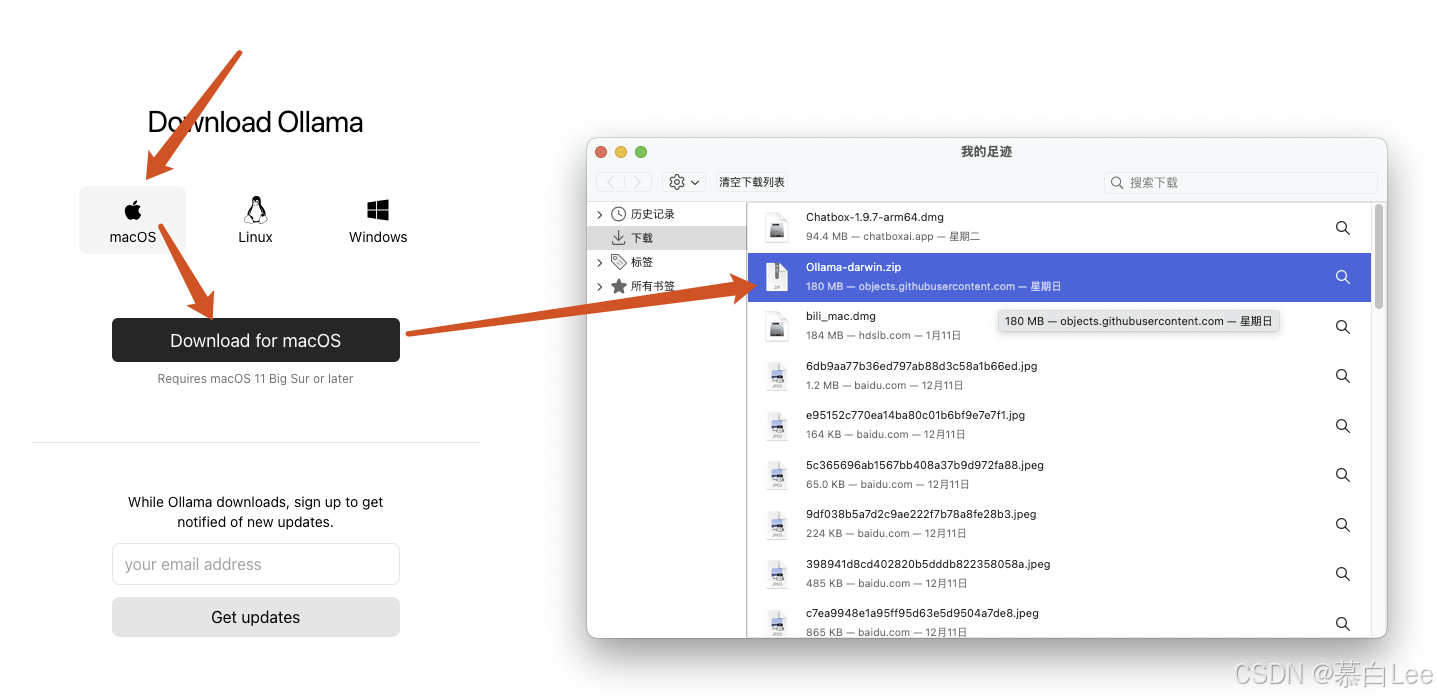 Download Ollama
macOS
Linux
Windows
Download for macOS
Requires macOS 11 Big Sur or later
While Ollama downloads, sign up to get
notified of new updates.
your email address
Get updates
我的足迹
清空下载列表
搜索下载
历史记录
下载
标签
所有书签
Chatbox-1.9.7-arm64.dmg
94.4 MB — chatboxai.app — 星期二
ZIP
Ollama-darwin.zip
180 MB — objects.githubusercontent.com — 星期日
bili_mac.dmg
184 MB — hdslb.com — 1月11日
180 MB — objects.githubusercontent.com — 星期日
JPEG
6db9aa77b36ed797ab88d3c58a1b66ed.jpg
1.2 MB — baidu.com — 12月11日
JPEG
e95152c770ea14ba80c01b6bf9e7e7f1.jpg
164 KB — baidu.com — 12月11日
JPEG
5c365696ab1567bb408a37b9d972fa88.jpeg
65.0 KB — baidu.com — 12月11日
JPEG
9df038b5a7d2c9ae222f7b78a8fe28b3.jpeg
224 KB — baidu.com — 12月11日
JPEG
398941d8cd402820b5dddb822358058a.jpeg
485 KB — baidu.com — 12月11日
JPEG
c7ea9948e1a95ff95d63e5d9504a7de8.jpeg
865 KB — baidu.com — 12月11日
CSDN @慕白Lee